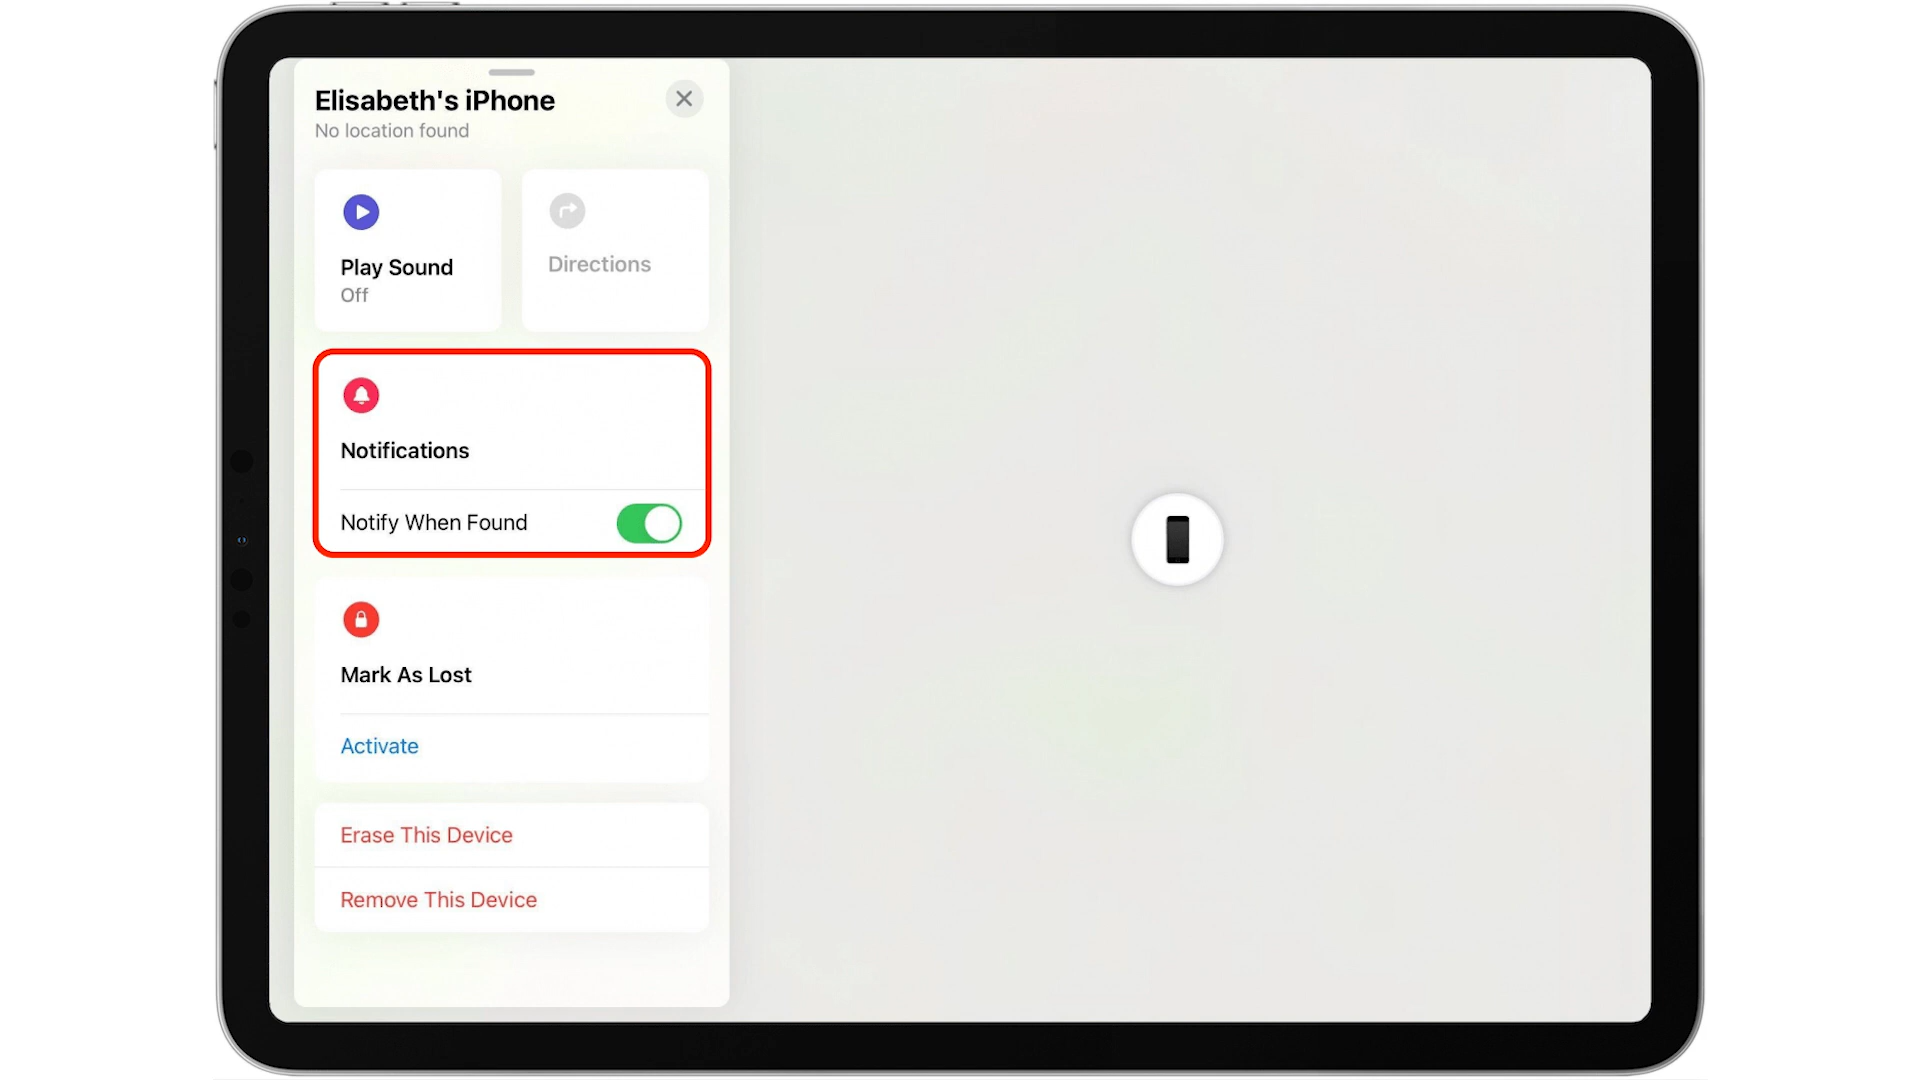 Elisabeth's iPhone
No location found
Play Sound
Off
Directions
Notifications
Notify When Found
Mark As Lost
Activate
Erase This Device
Remove This Device